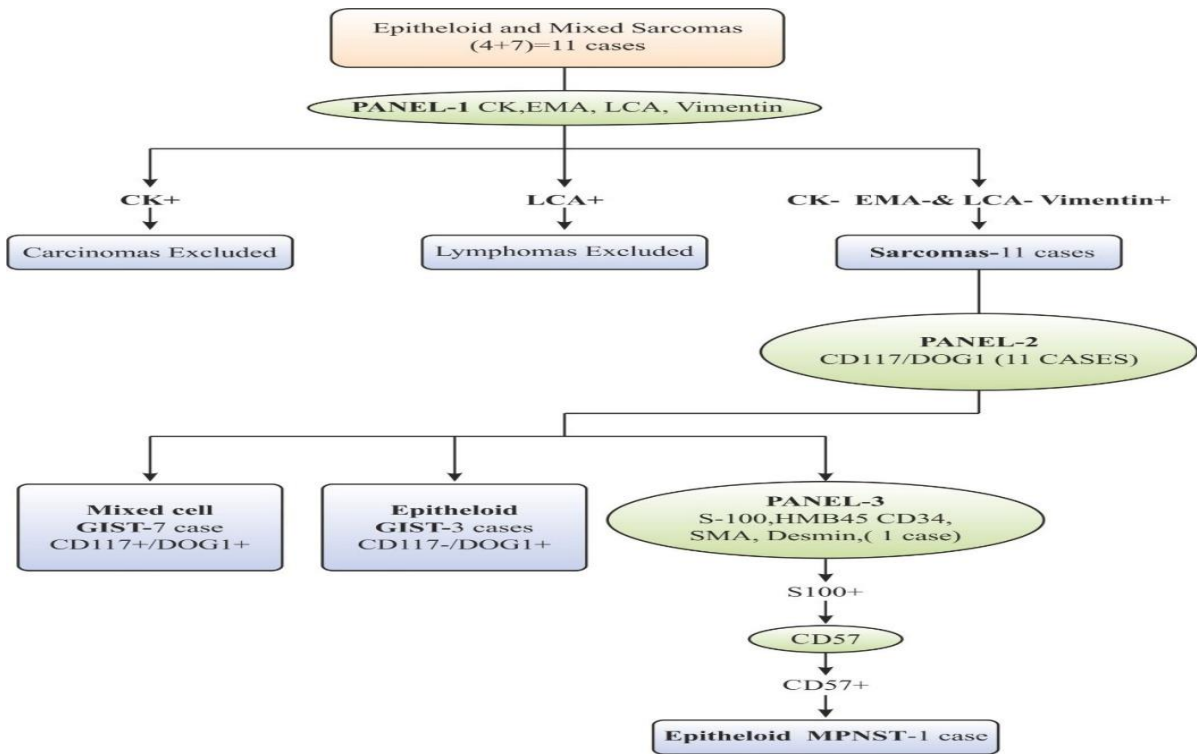 Epitheloid and Mixed Sarcomas
(4+7)=11 cases
PANEL-1 CK,EMA, LCA, Vimentin
CK+
LCA+
CK- EMA-& LCA- Vimentin+
Carcinomas Excluded
Lymphomas Excluded
Sarcomas-11 cases
PANEL-2
CD117/DOG1 (11 CASES)
Mixed cell
GIST-7 case
CD117+/DOG1+
Epitheloid
GIST-3 cases
CD117-/DOG1+
PANEL-3
S-100,HMB45 CD34,
SMA, Desmin,( 1 case)
S100+
CD57
CD57+
Epitheloid MPNST-1 case